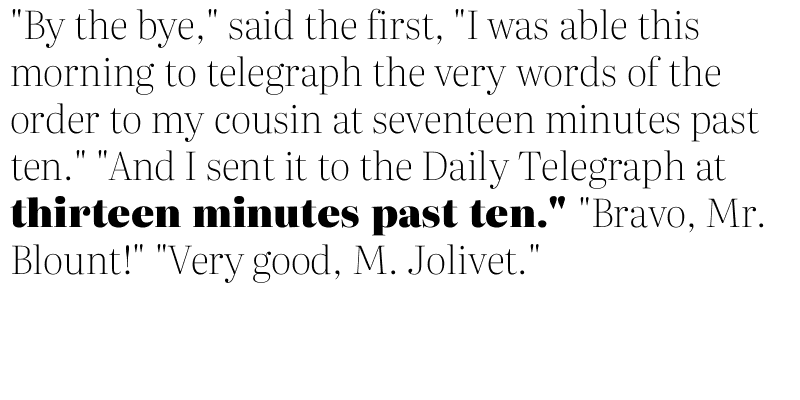 "By the bye," said the first, "I was able this
morning to telegraph the very words of the
order to my cousin at seventeen minutes past
ten." "And I sent it to the Daily Telegraph at
thirteen minutes past ten." "Bravo, Mr.
Blount!" "Very good, M. Jolivet."